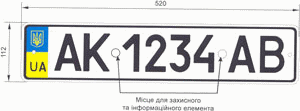 520
112
UA
AK 1234 AB
Місце для захисного
та інформаційного елемента